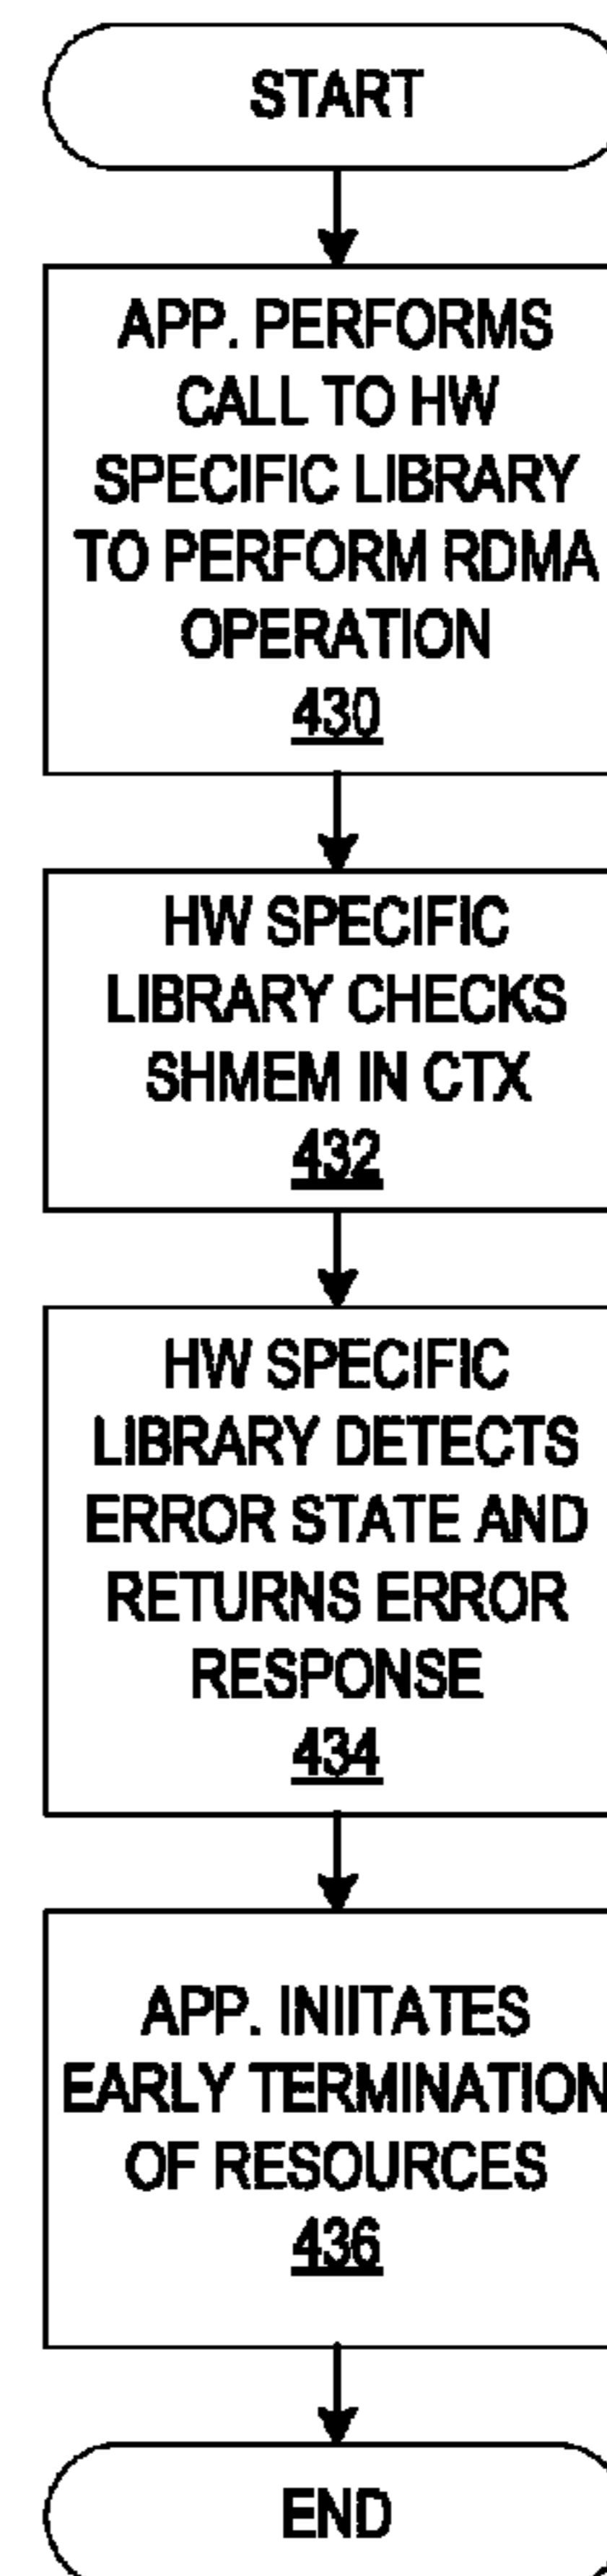 START
APP. PERFORMS
CALL TO HW
SPECIFIC LIBRARY
TO PERFORM RDMA
OPERATION
430
HW SPECIFIC
LIBRARY CHECKS
SHMEM IN CTX
432
HW SPECIFIC
LIBRARY DETECTS
ERROR STATE AND
RETURNS ERROR
RESPONSE
434
APP. INIITATES
EARLY TERMINATION
OF RESOURCES
436
END